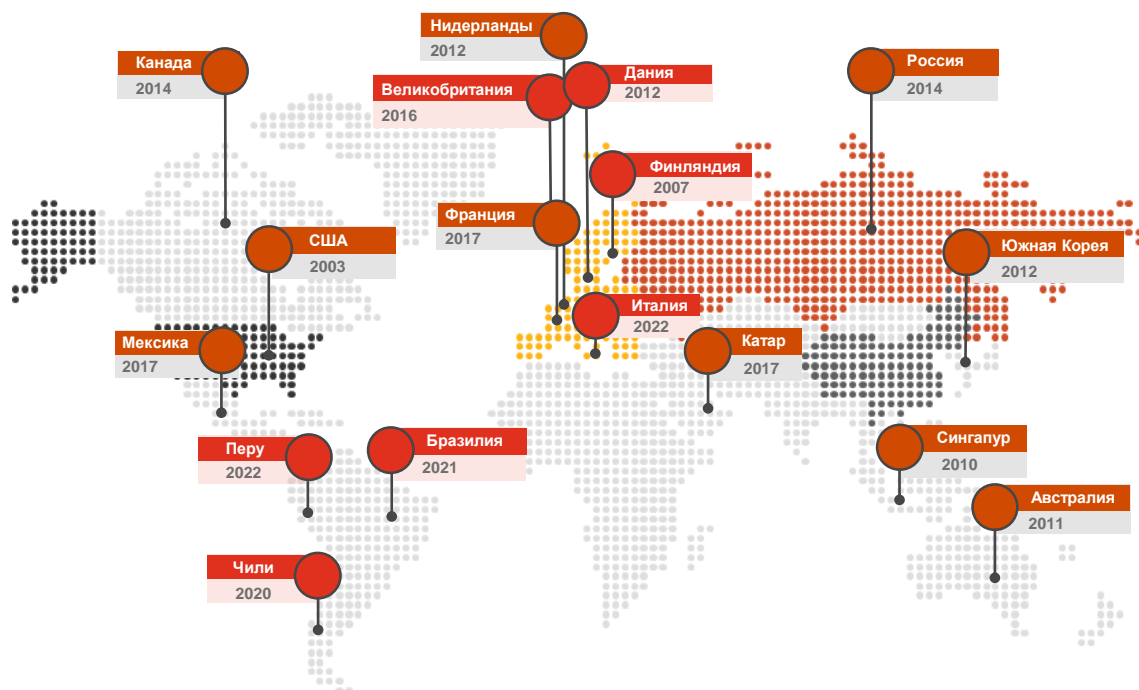 Нидерланды
2012
Канада
2014
Россия
2014
Дания
2012
Великобритания
2016
Финляндия
2007
Франция
2017
США
2003
Южная Корея
2012
Италия
2022
Мексика
2017
Катар
2017
Перу
2022
Бразилия
2021
Сингапур
2010
Австралия
2011
Чили
2020